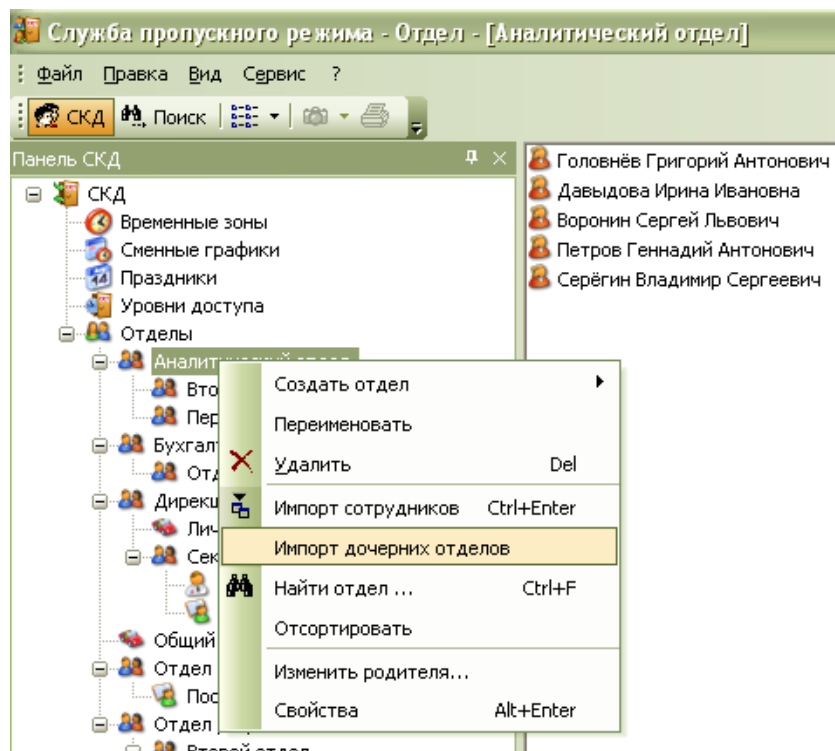 Служба пропускного режима - Отдел - [Аналитический отдел]
Файл Правка Вид Сервис ?
СКД Поиск
Панель СКД
СКД
Временные зоны
Сменные графики
Праздники
14
Уровни доступа
Отделы
Аналитический отдел
Вто
Пер
Бухгал
Отд
Дирекц
Лич
Сек
Общий
Отдел
Пос
Отдел
Второй отдел
Создать отдел
Переименовать
Удалить Del
Импорт сотрудников Ctrl+Enter
Импорт дочерних отделов
Найти отдел ... Ctrl+F
Отсортировать
Изменить родителя...
Свойства Alt+Enter
Головнёв Григорий Антонович
Давыдова Ирина Ивановна
Воронин Сергей Львович
Петров Геннадий Антонович
Серёгин Владимир Сергеевич